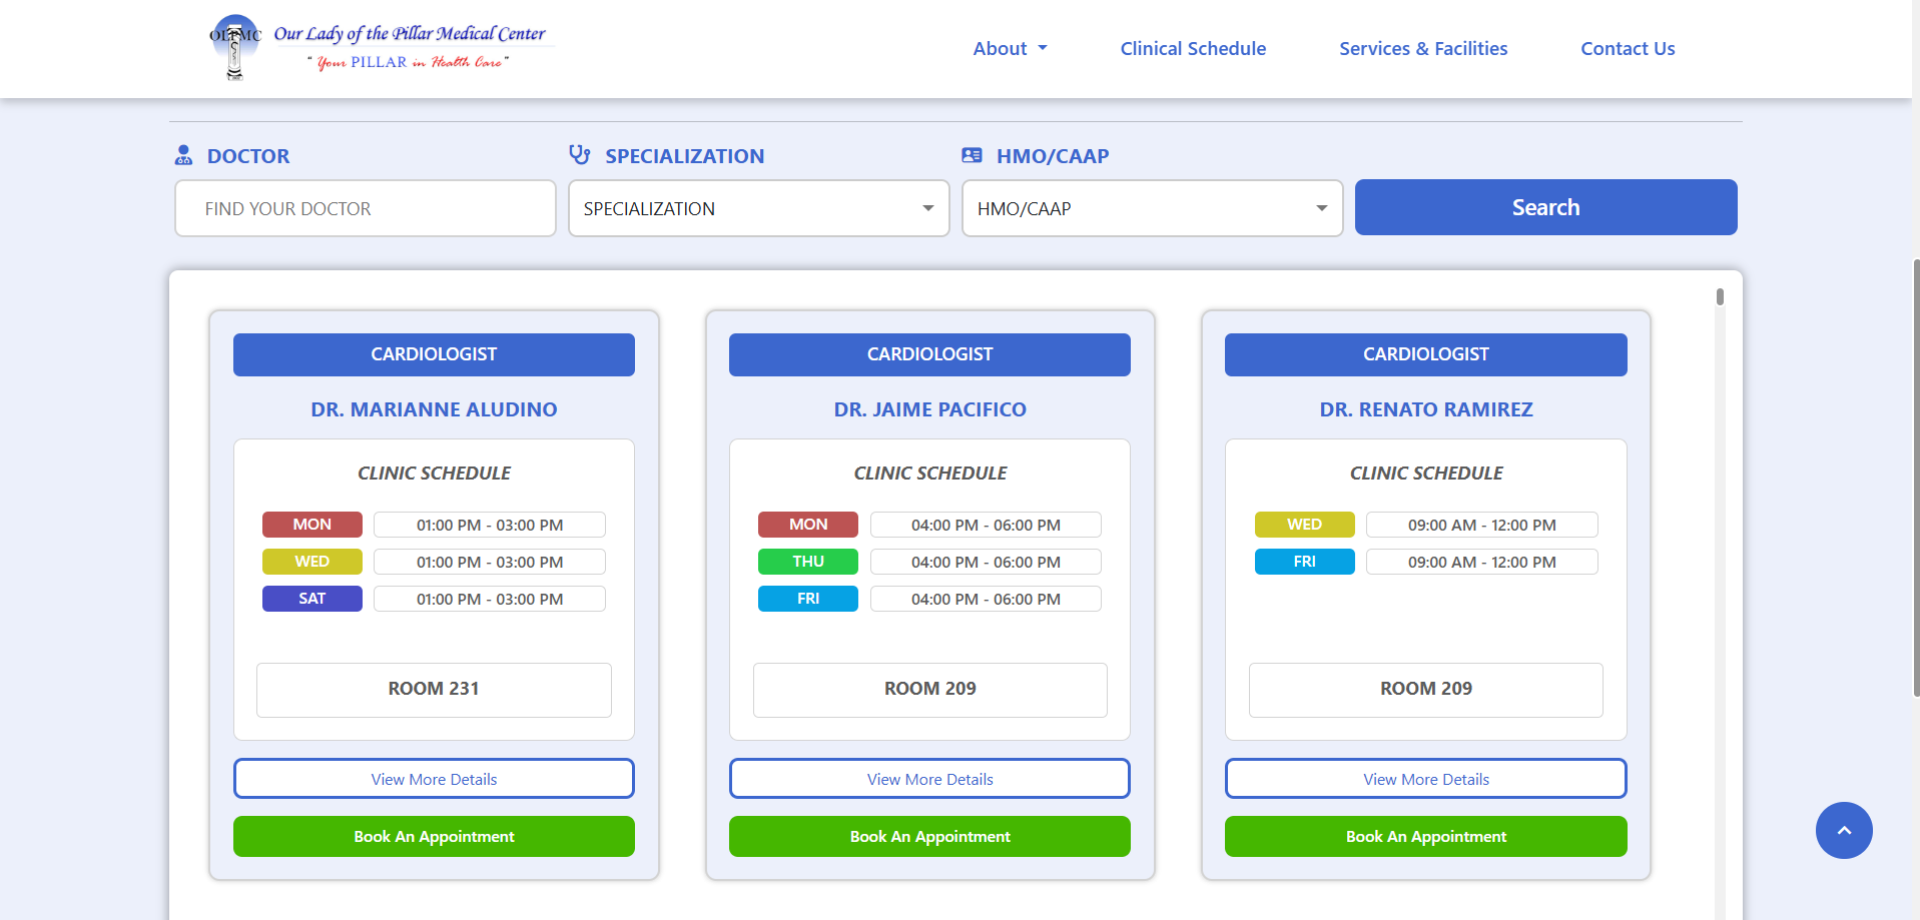 OLPMC
Our Lady of the Pillar Medical Center
" Your PILLAR in Health Care "
About
Clinical Schedule
Services & Facilities
Contact Us
DOCTOR
SPECIALIZATION
HMO/CAAP
FIND YOUR DOCTOR
SPECIALIZATION
HMO/CAAP
Search
CARDIOLOGIST
DR. MARIANNE ALUDINO
CLINIC SCHEDULE
MON 01:00 PM - 03:00 PM
WED 01:00 PM - 03:00 PM
SAT 01:00 PM - 03:00 PM
ROOM 231
View More Details
Book An Appointment
CARDIOLOGIST
DR. JAIME PACIFICO
CLINIC SCHEDULE
MON 04:00 PM - 06:00 PM
THU 04:00 PM - 06:00 PM
FRI 04:00 PM - 06:00 PM
ROOM 209
View More Details
Book An Appointment
CARDIOLOGIST
DR. RENATO RAMIREZ
CLINIC SCHEDULE
WED 09:00 AM - 12:00 PM
FRI 09:00 AM - 12:00 PM
ROOM 209
View More Details
Book An Appointment